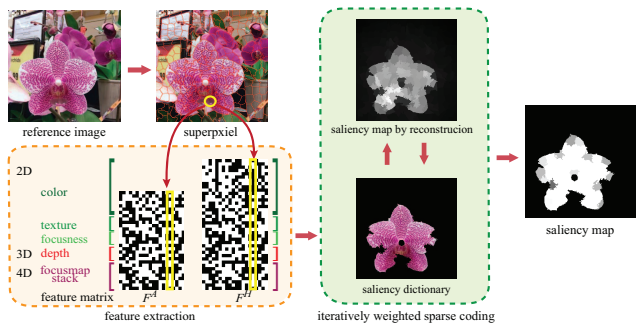 reference image
superpxiel
2D
color
texture
focusness
3D depth
4D focusmap
stack
feature matrix
F^A
F^H
feature extraction
saliency map by reconstrucion
saliency dictionary
iteratively weighted sparse coding
saliency map